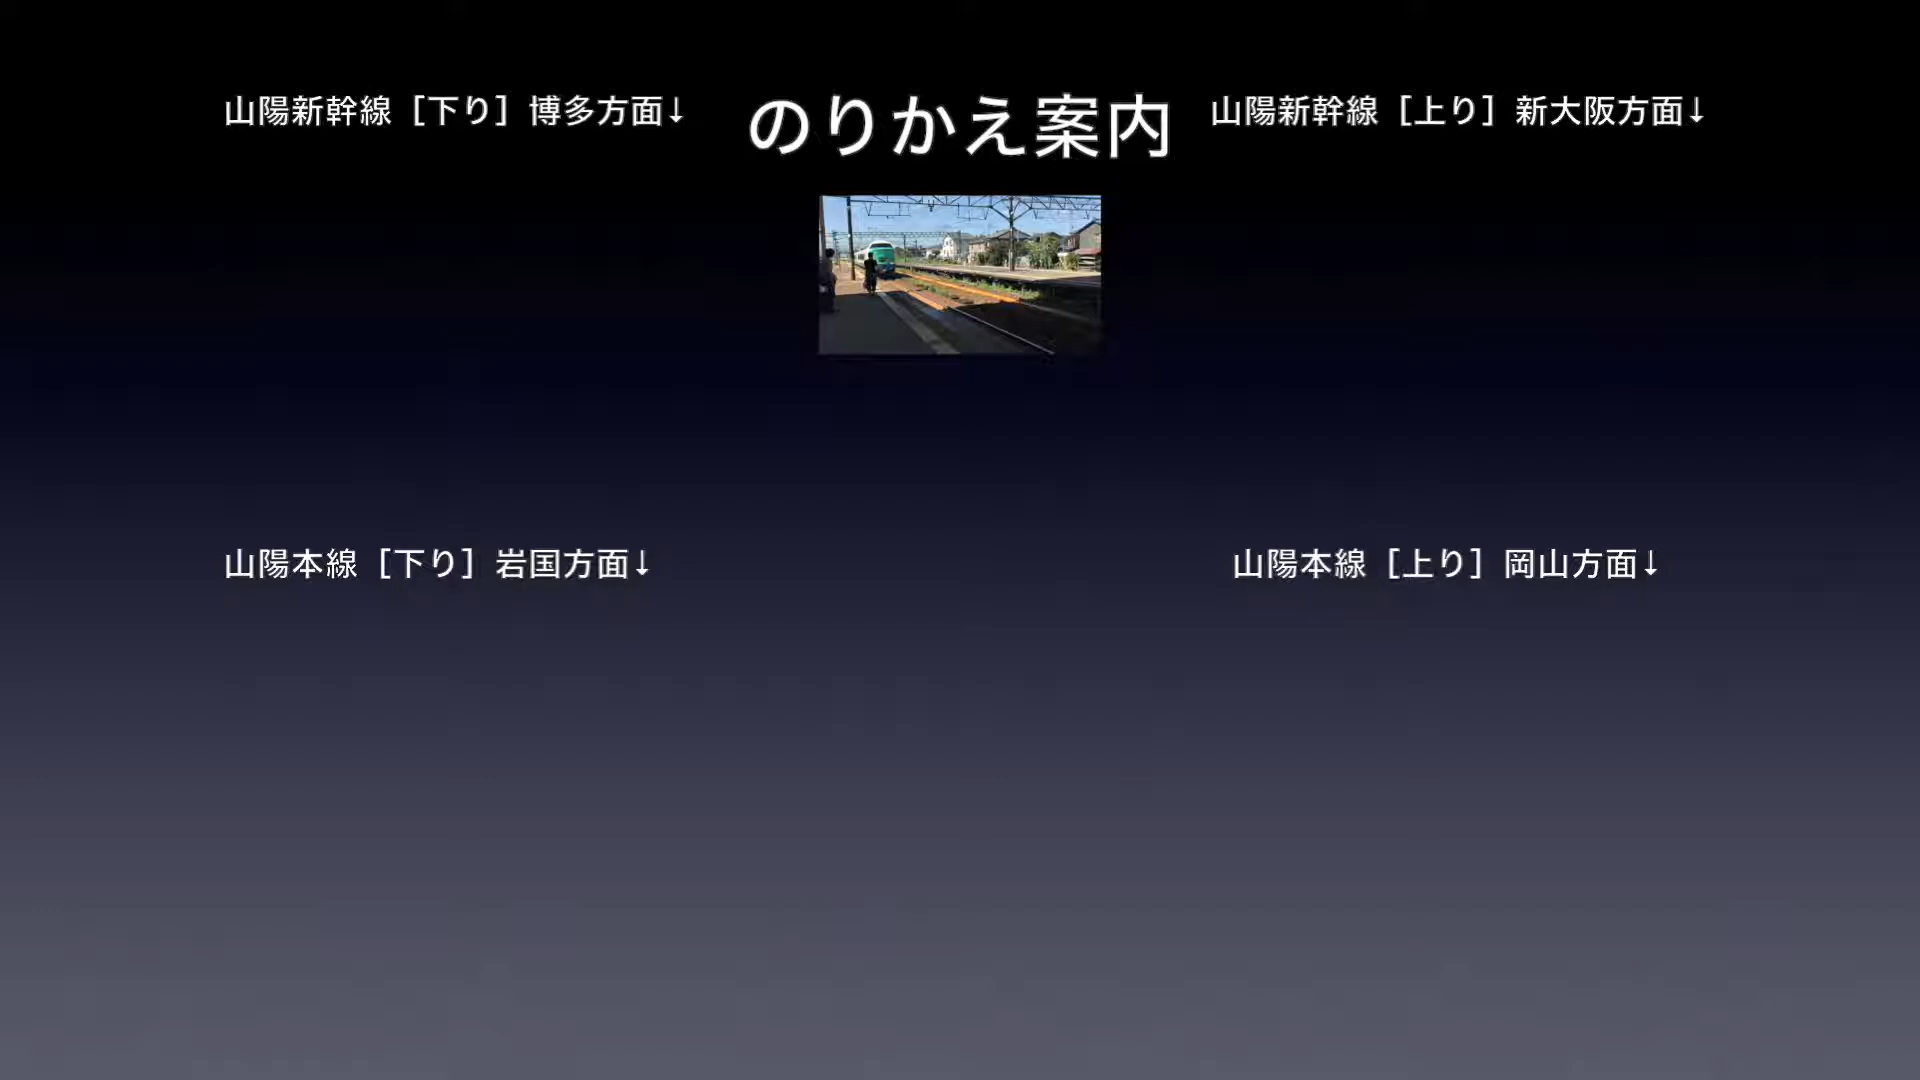 山陽新幹線［下り］博多方面↓
のりかえ案内
山陽新幹線［上り］新大阪方面↓
山陽本線［下り］岩国方面↓
山陽本線［上り］岡山方面↓